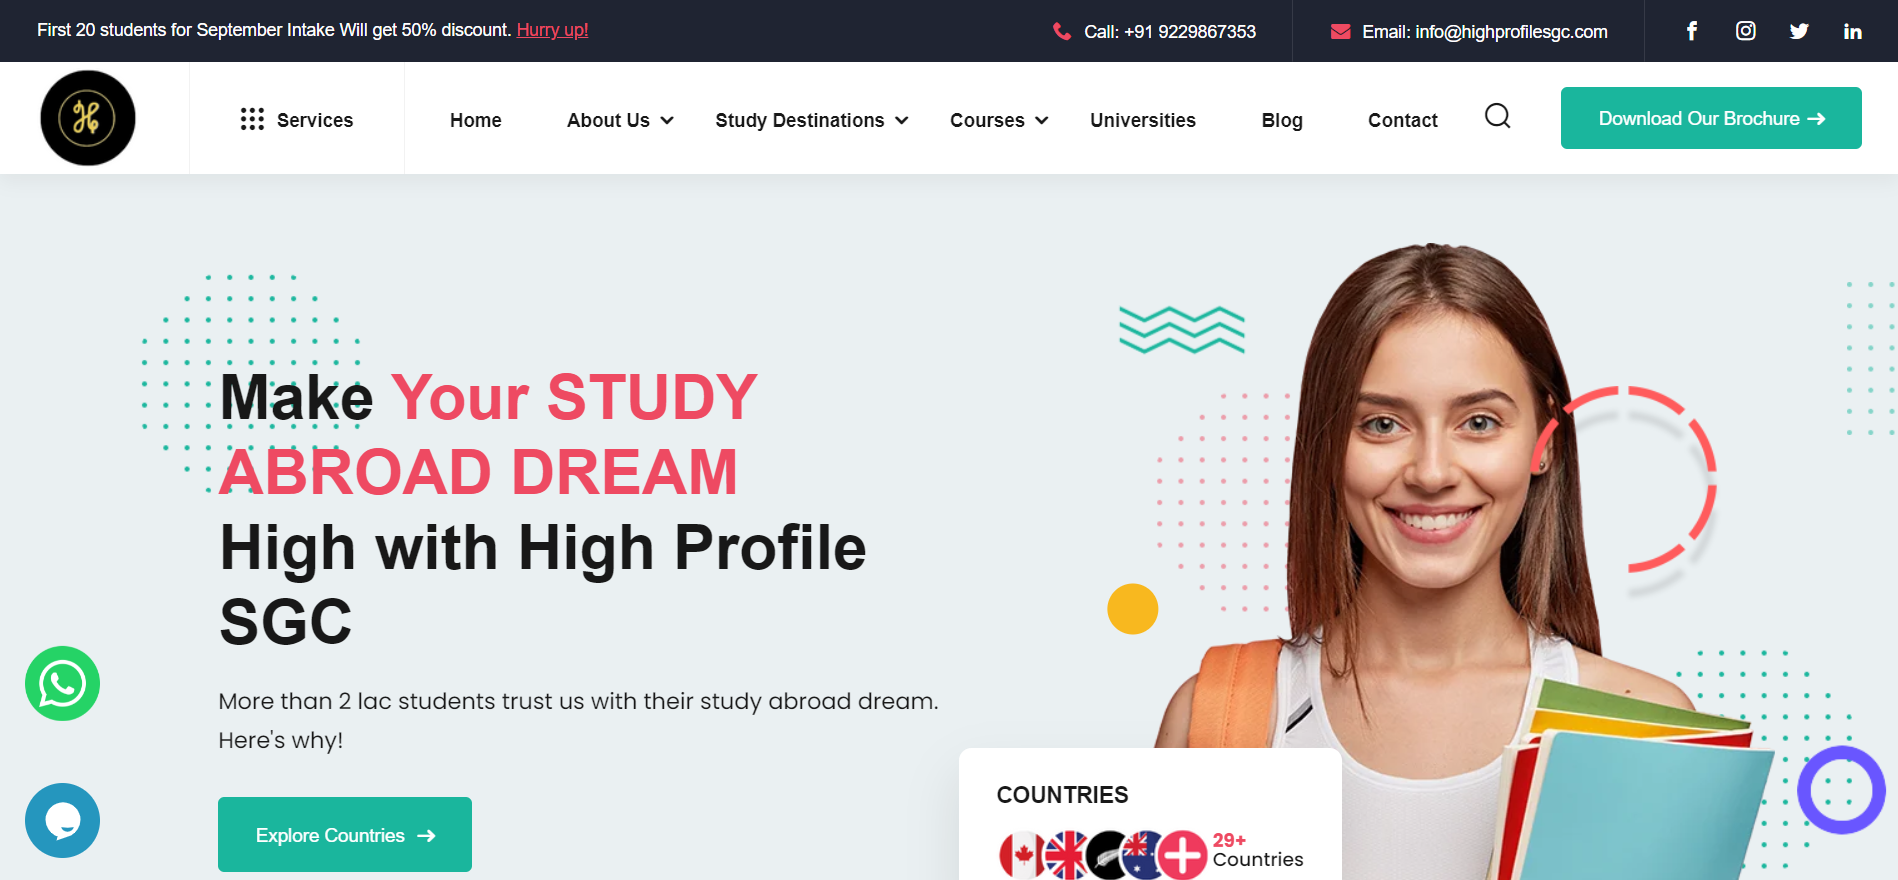 First 20 students for September Intake Will get 50% discount. Hurry up!
Call: +91 9229867353
Email: info@highprofilesgc.com
Services
Home
About Us
Study Destinations
Courses
Universities
Blog
Contact
Download Our Brochure
Make Your STUDY
ABROAD DREAM
High with High Profile
SGC
More than 2 lac students trust us with their study abroad dream.
Here's why!
Explore Countries
COUNTRIES
29+
Countries